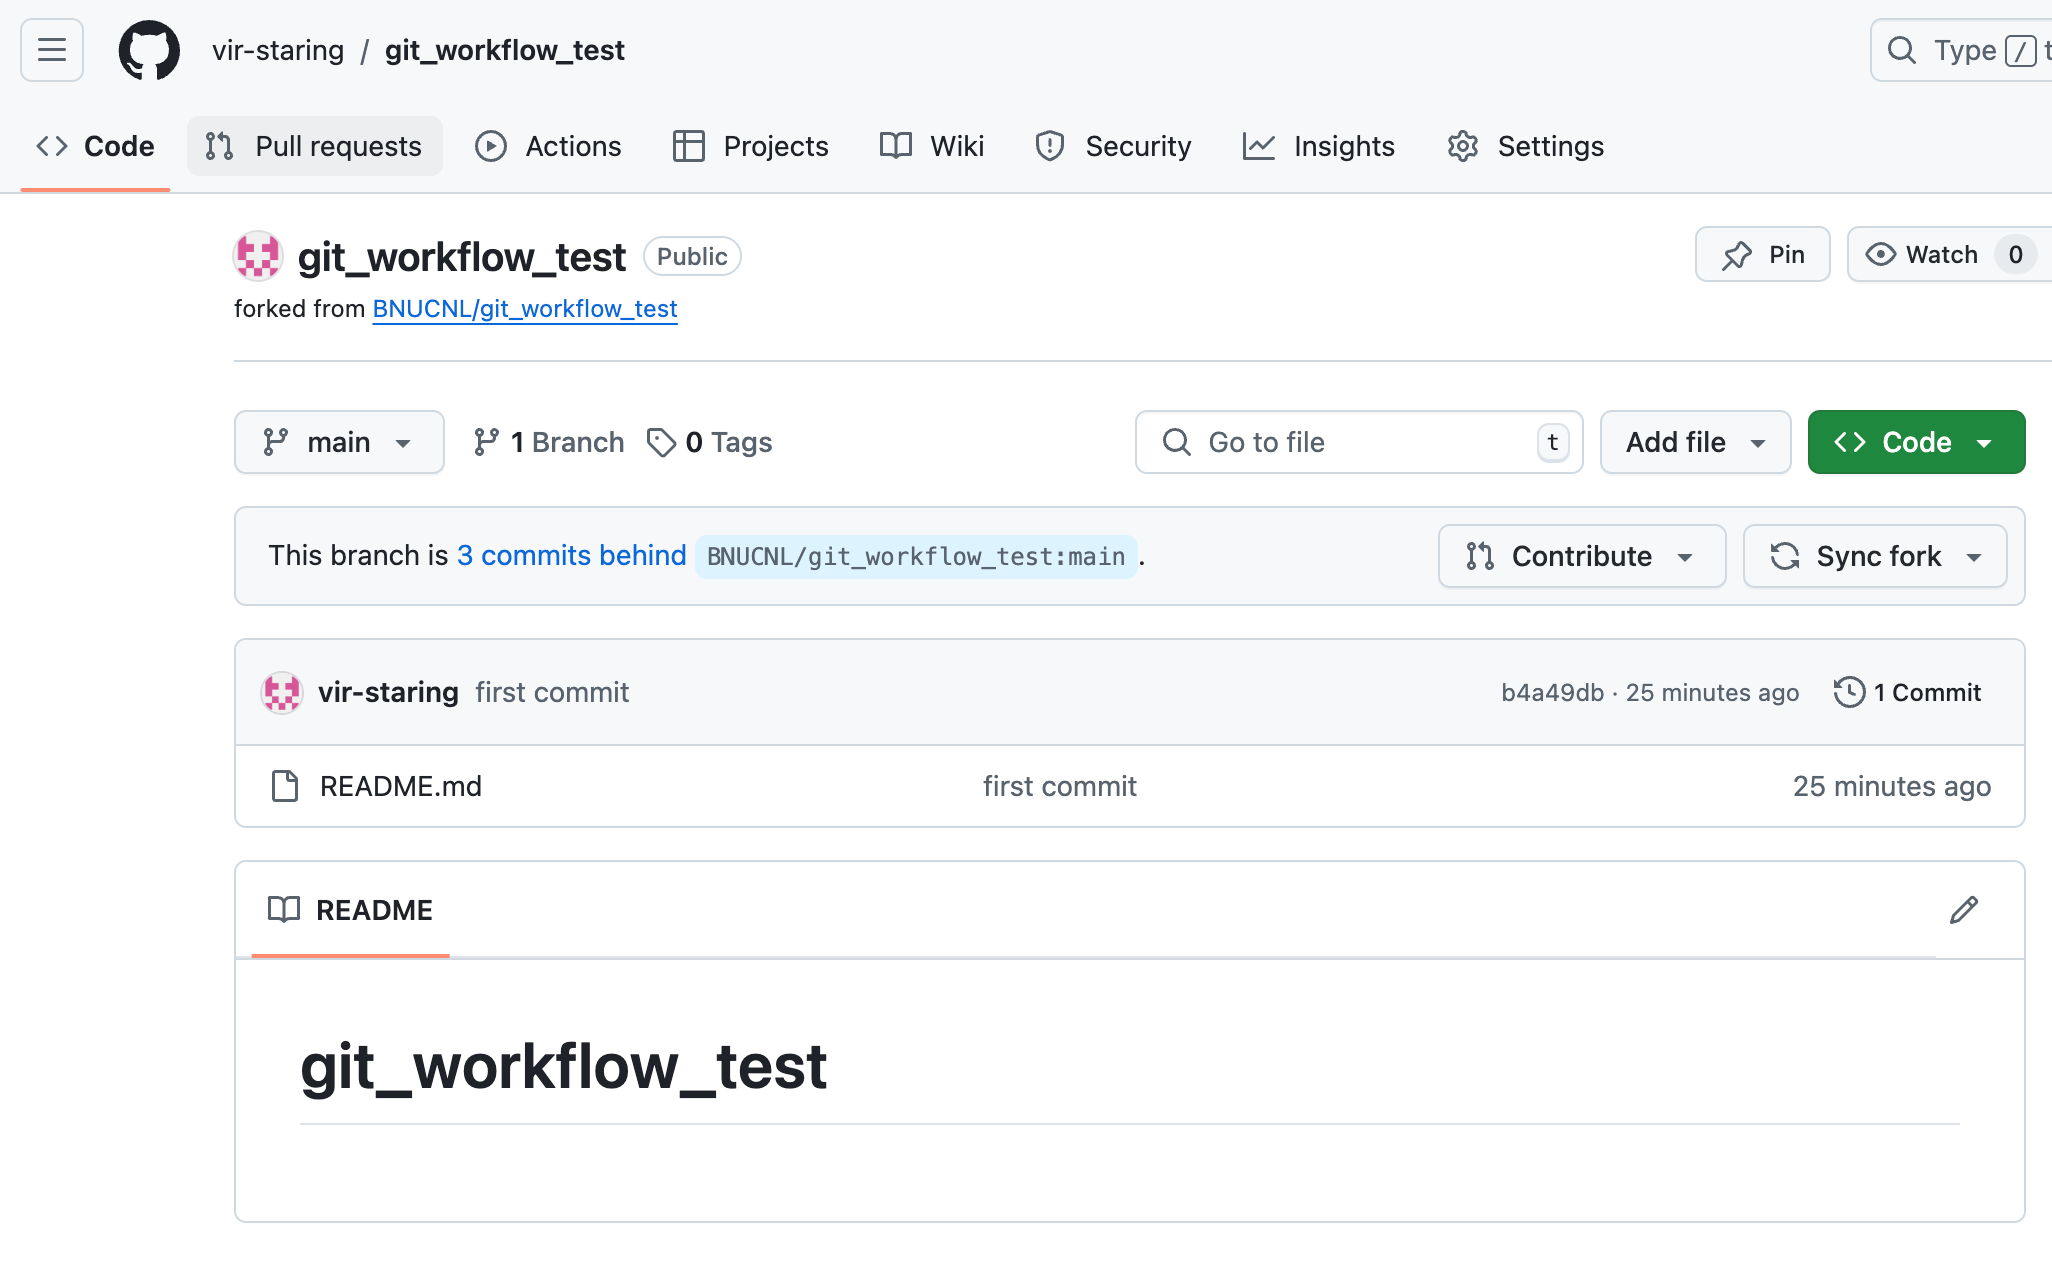 vir-staring / git_workflow_test
Type / t
Code Pull requests Actions Projects Wiki Security Insights Settings
git_workflow_test Public
Pin Watch 0
forked from BNUCNL/git_workflow_test
main 1 Branch 0 Tags Go to file t Add file Code
This branch is 3 commits behind BNUCNL/git_workflow_test:main . Contribute Sync fork
vir-staring first commit b4a49db · 25 minutes ago 1 Commit
README.md first commit 25 minutes ago
README
git_workflow_test